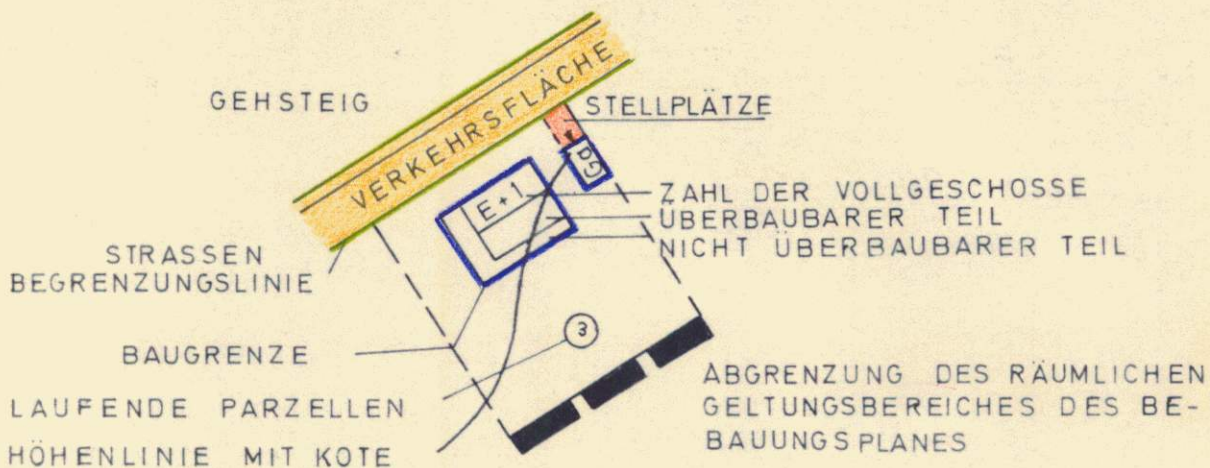 GEHSTEIG
VERKEHRSFLÄCHE
STELLPLÄTZE
Ga
E+1
ZAHL DER VOLLGESCHOSSE
ÜBERBAUBARER TEIL
NICHT ÜBERBAUBARER TEIL
STRASSEN
BEGRENZUNGSLINIE
BAUGRENZE
3
LAUFENDE PARZELLEN
HÖHENLINIE MIT KOTE
ABGRENZUNG DES RÄUMLICHEN
GELTUNGSBEREICHES DES BE-
BAUUNGSPLANES